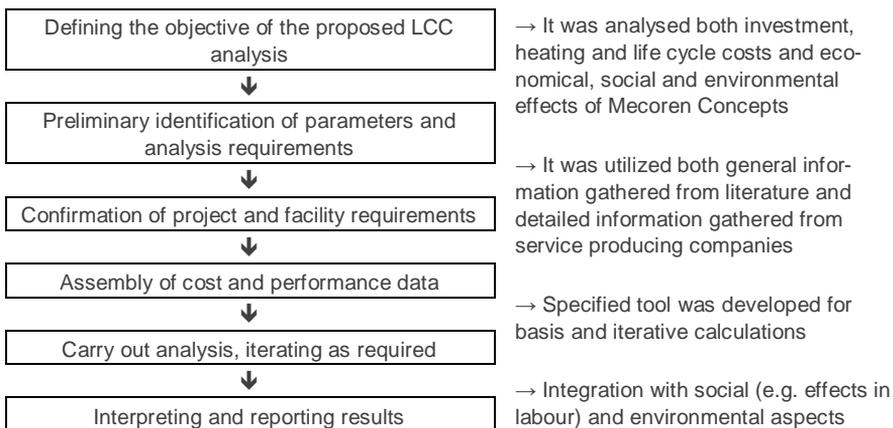 Defining the objective of the proposed LCC
analysis
Preliminary identification of parameters and
analysis requirements
Confirmation of project and facility requirements
Assembly of cost and performance data
Carry out analysis, iterating as required
Interpreting and reporting results
→ It was analysed both investment,
heating and life cycle costs and eco-
nomical, social and environmental
effects of Mecoren Concepts
→ It was utilized both general infor-
mation gathered from literature and
detailed information gathered from
service producing companies
→ Specified tool was developed for
basis and iterative calculations
→ Integration with social (e.g. effects in
labour) and environmental aspects